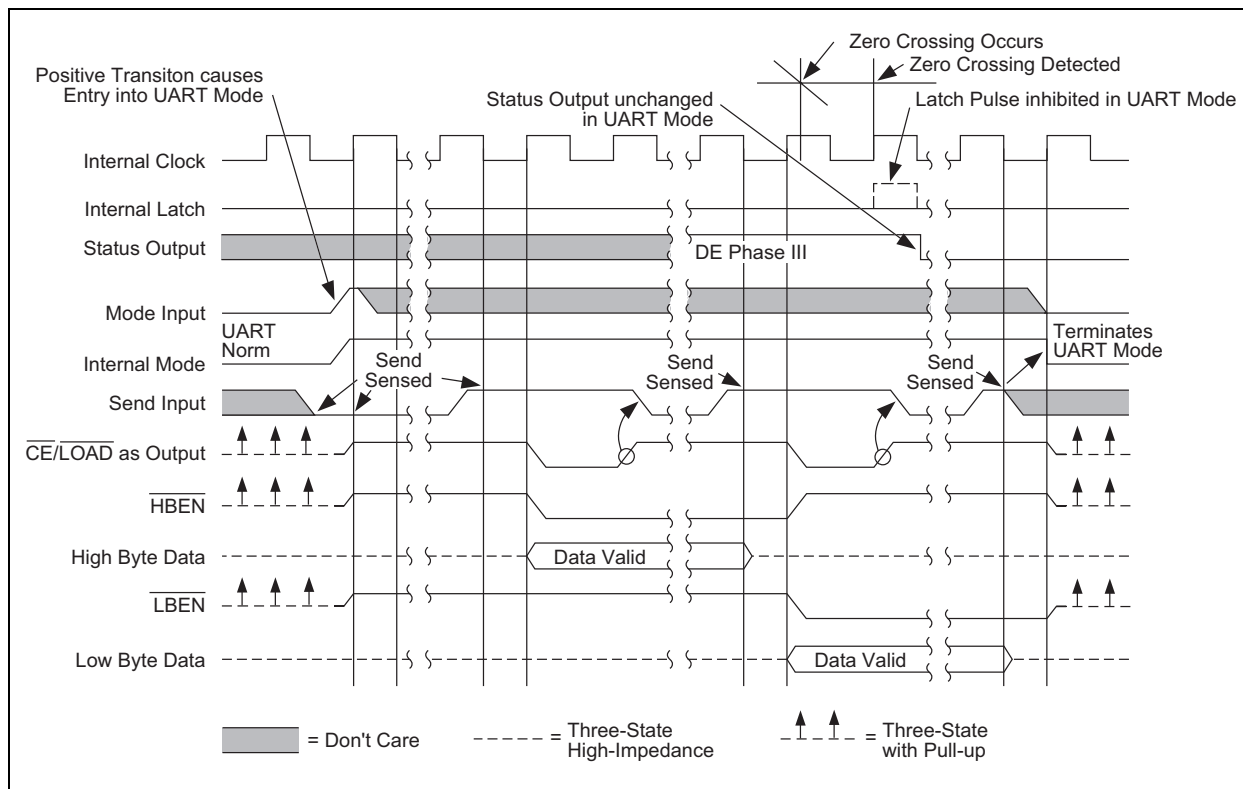 Zero Crossing Occurs
Zero Crossing Detected
Positive Transiton causes
Entry into UART Mode
Status Output unchanged
in UART Mode
Latch Pulse inhibited in UART Mode
Internal Clock
Internal Latch
Status Output
DE Phase III
Mode Input
UART
Norm
Terminates
UART Mode
Internal Mode
Send
Sensed
Send
Sensed
Send
Sensed
Send Input
CE/LOAD as Output
HBEN
High Byte Data
Data Valid
LBEN
Low Byte Data
Data Valid
= Don't Care
= Three-State
High-Impedance
= Three-State
with Pull-up